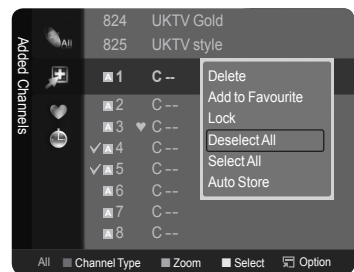 824 UKTV Gold
All
825 UKTV style
Added Channels
A 1 C --
Delete
Add to Favourite
Lock
Deselect All
Select All
Auto Store
A 2 C --
A 3 ♥ C --
✓ A 4 C --
✓ A 5 C --
A 6 C --
A 7 C --
A 8 C --
All Channel Type Zoom Select Option